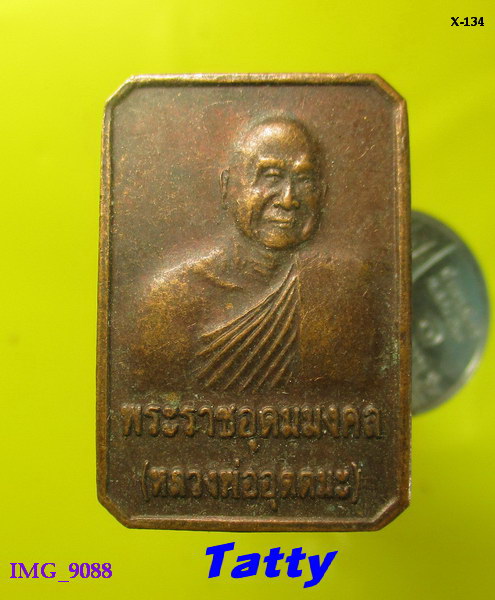 X-134
พระราชอุดมมงคล
(หลวงพ่ออุตตมะ)
Tatty
IMG_9088